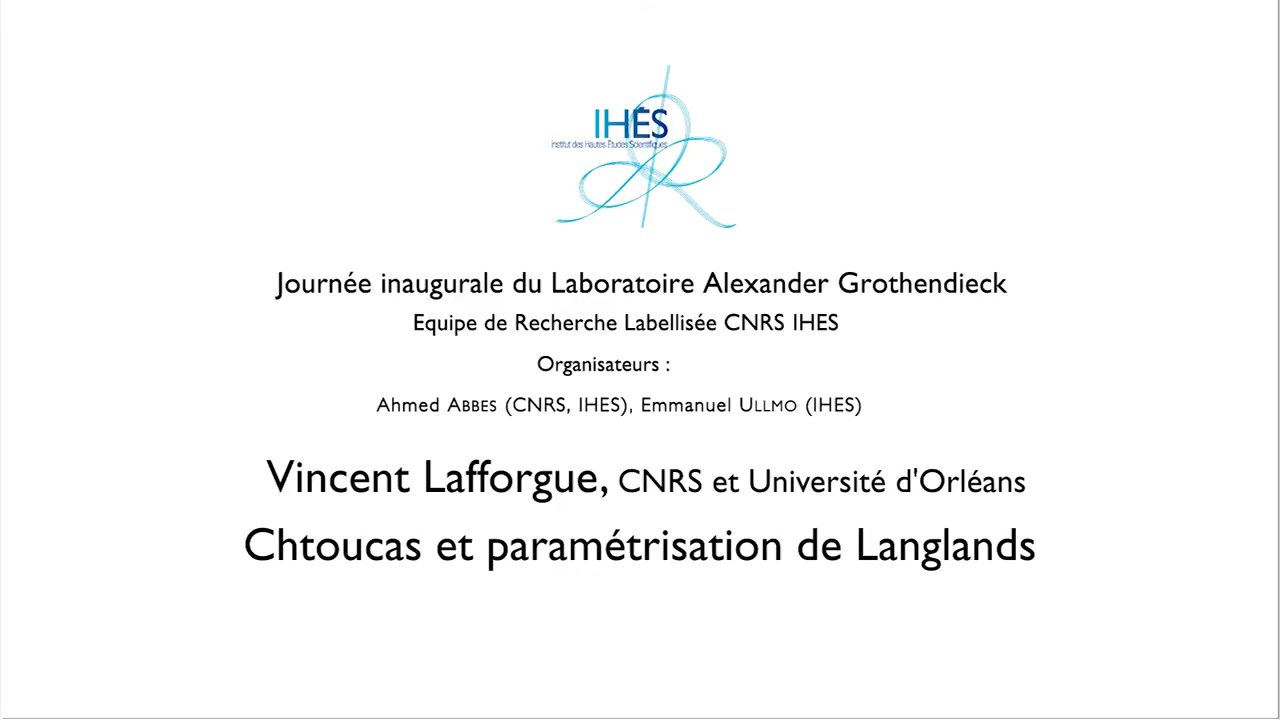 IHÉS
Institut des Hautes Études Scientifiques
Journée inaugurale du Laboratoire Alexander Grothendieck
Equipe de Recherche Labellisée CNRS IHES
Organisateurs :
Ahmed ABBES (CNRS, IHES), Emmanuel ULLMO (IHES)
Vincent Lafforgue, CNRS et Université d'Orléans
Chtoucas et paramétrisation de Langlands